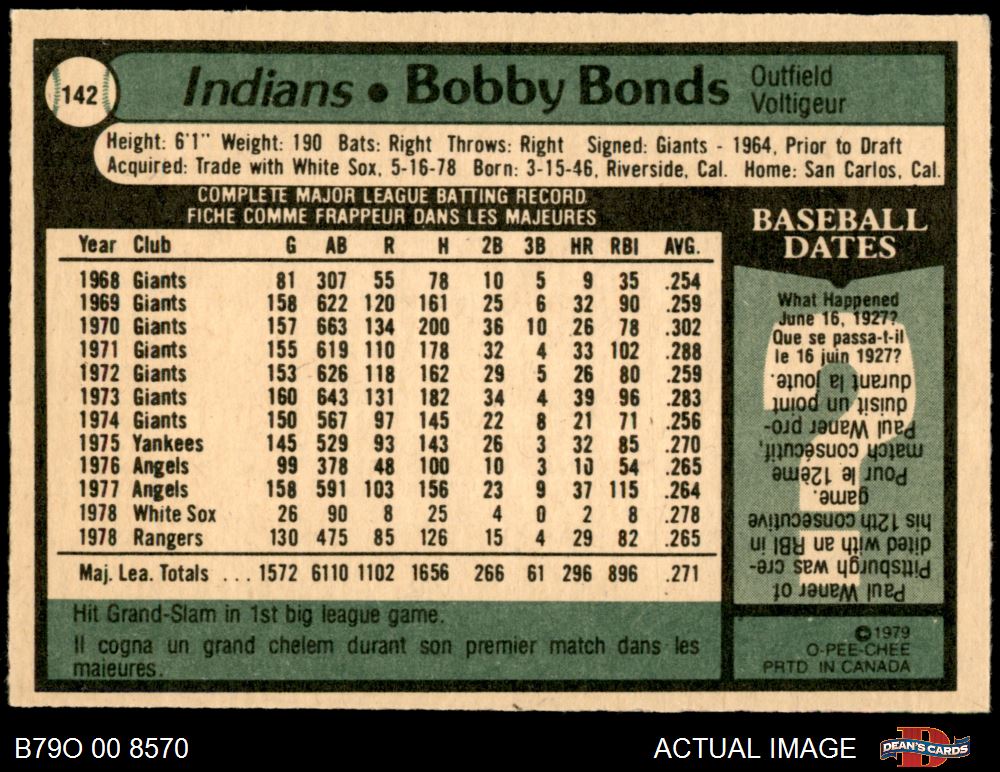 142
Indians • Bobby Bonds
Outfield
Voltigeur
Height: 6'1" Weight: 190 Bats: Right Throws: Right Signed: Giants - 1964, Prior to Draft
Acquired: Trade with White Sox, 5-16-78 Born: 3-15-46, Riverside, Cal. Home: San Carlos, Cal.
COMPLETE MAJOR LEAGUE BATTING RECORD
FICHE COMME FRAPPEUR DANS LES MAJEURES
Year Club G AB R H 2B 3B HR RBI AVG.
1968 Giants 81 307 55 78 10 5 9 35 .254
1969 Giants 158 622 120 161 25 6 32 90 .259
1970 Giants 157 663 134 200 36 10 26 78 .302
1971 Giants 155 619 110 178 32 4 33 102 .288
1972 Giants 153 626 118 162 29 5 26 80 .259
1973 Giants 160 643 131 182 34 4 39 96 .283
1974 Giants 150 567 97 145 22 8 21 71 .256
1975 Yankees 145 529 93 143 26 3 32 85 .270
1976 Angels 99 378 48 100 10 3 10 54 .265
1977 Angels 158 591 103 156 23 9 37 115 .264
1978 White Sox 26 90 8 25 4 0 2 8 .278
1978 Rangers 130 475 85 126 15 4 29 82 .265
Maj. Lea. Totals ... 1572 6110 1102 1656 266 61 296 896 .271
Hit Grand-Slam in 1st big league game.
Il cogna un grand chelem durant son premier match dans les
majeures.
BASEBALL
DATES
What Happened
June 16, 1927?
Que se passa-t-il
le 16 juin 1927?
Paul Waner of
Pittsburgh was cre-
dited with an RBI in
his 12th consecutive
game.
Pour le 12ème
match consécutif,
Paul Waner pro-
duisit un point
durant la joute.
©1979
O-PEE-CHEE
PRTD IN CANADA
B79O 00 8570
ACTUAL IMAGE
DEAN'S CARDS